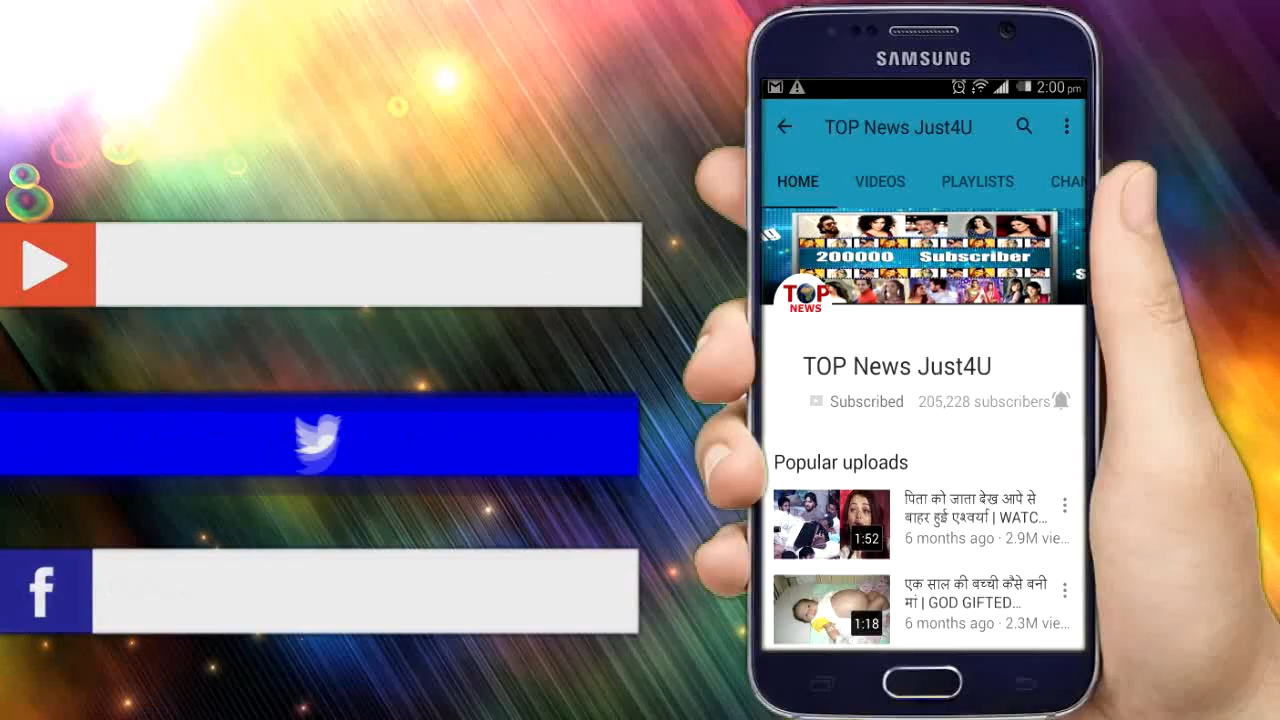 SAMSUNG
2:00 pm
TOP News Just4U
HOME VIDEOS PLAYLISTS CHAN
200000 Subscriber
TOP
NEWS
TOP News Just4U
Subscribed 205,228 subscribers
Popular uploads
पिता को जाता देख आपे से
बाहर हुई एश्वर्या | WATC...
6 months ago · 2.9M vie...
1:52
एक साल की बच्ची कैसे बनी
मां | GOD GIFTED...
6 months ago · 2.3M vie...
1:18